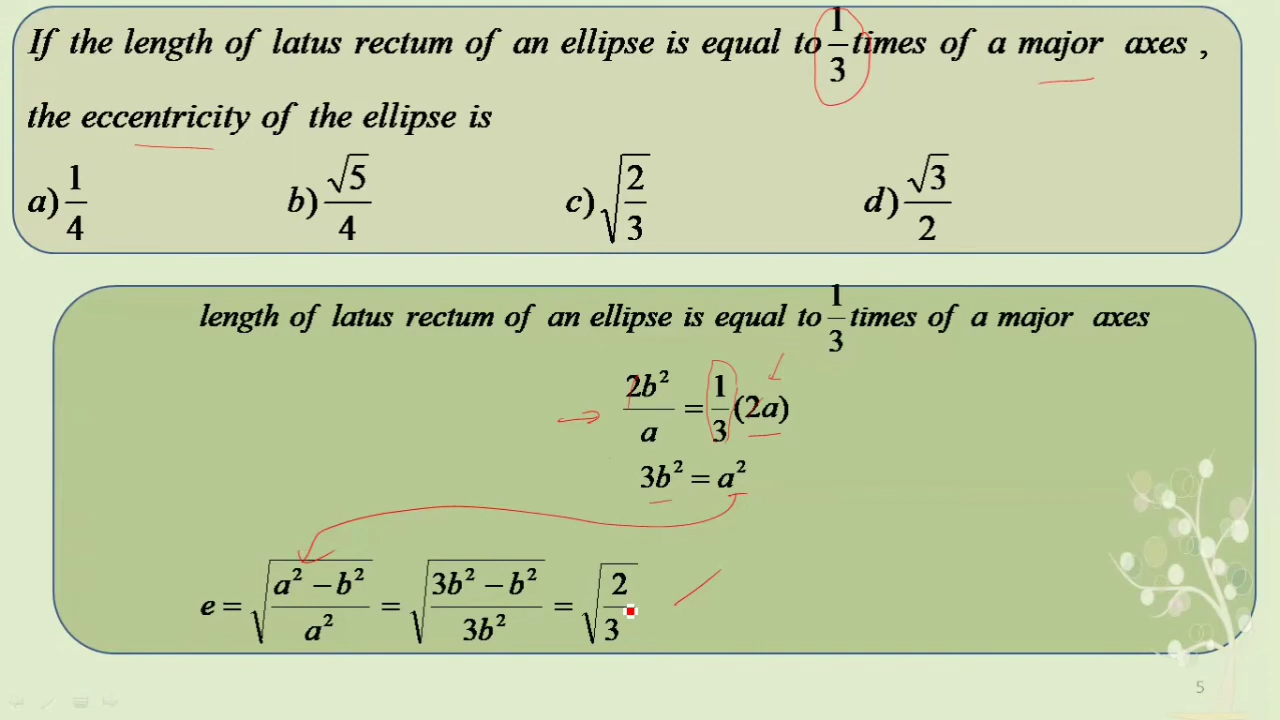 If the length of latus rectum of an ellipse is equal to 1/3 times of a major axes ,
the eccentricity of the ellipse is
a) 1/4 b) √5/4 c) √(2/3) d) √3/2
length of latus rectum of an ellipse is equal to 1/3 times of a major axes
2b²/a = 1/3 (2a)
3b² = a²
e = √((a² − b²)/a²) = √((3b² − b²)/3b²) = √(2/3)
5